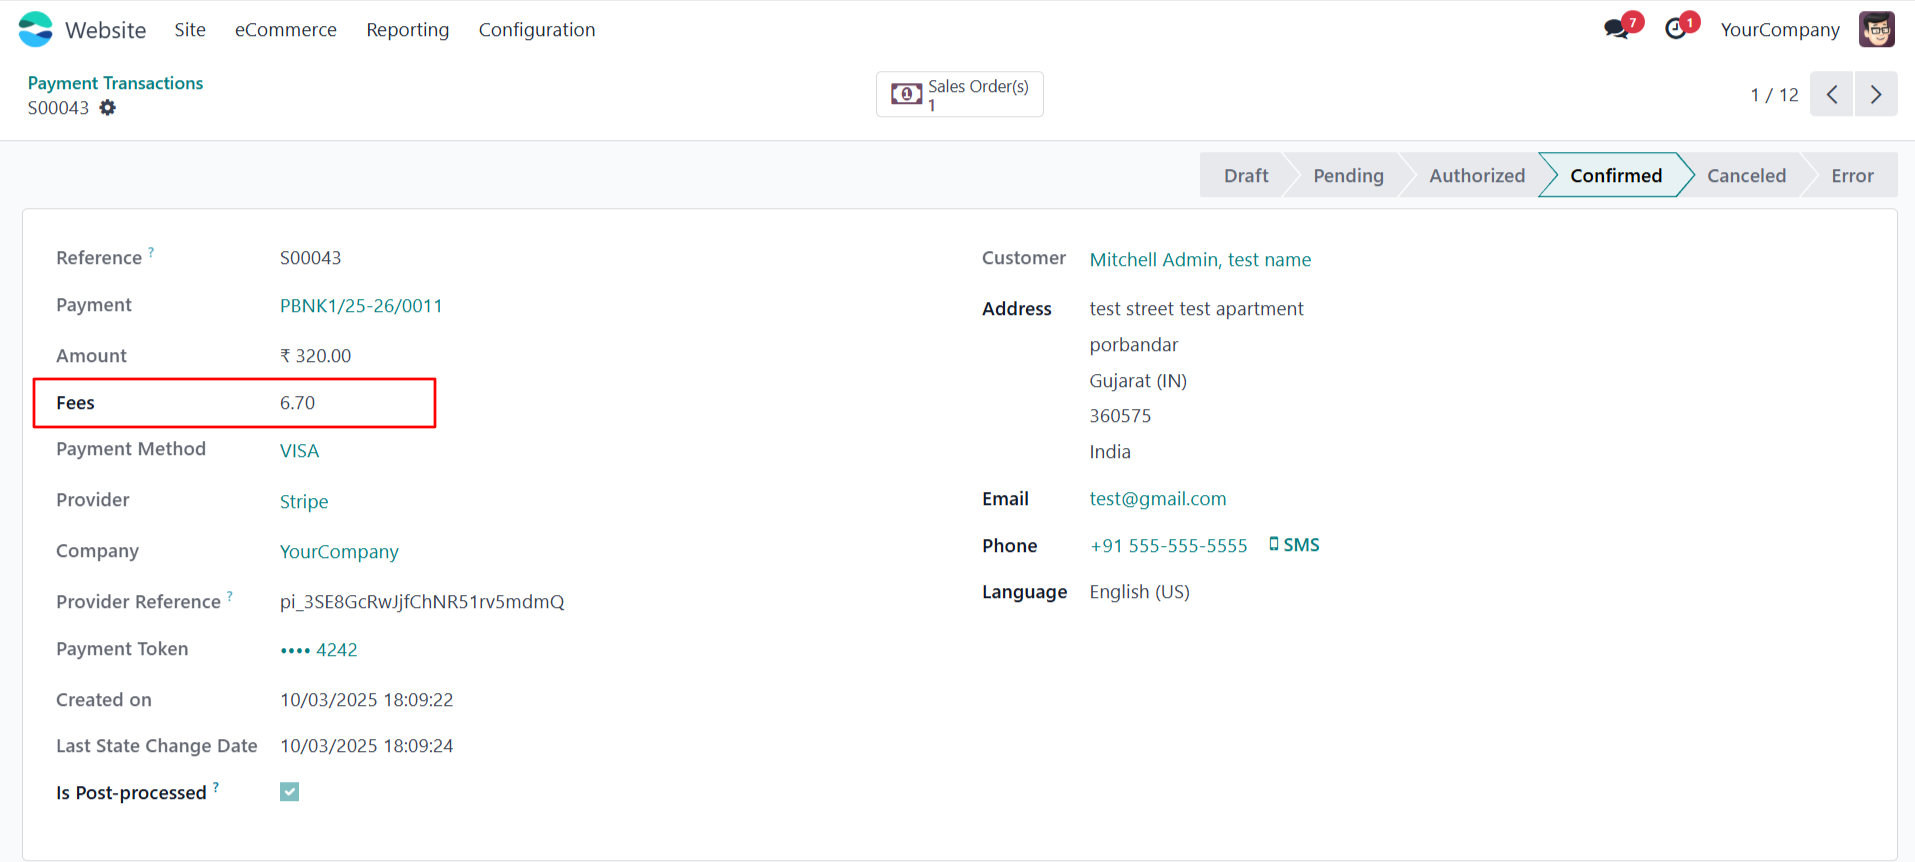 Website Site eCommerce Reporting Configuration 7 1 YourCompany
Payment Transactions
S00043
Sales Order(s)
1
1 / 12
Draft Pending Authorized Confirmed Canceled Error
Reference ? S00043
Payment PBNK1/25-26/0011
Amount ₹ 320.00
Fees 6.70
Payment Method VISA
Provider Stripe
Company YourCompany
Provider Reference ? pi_3SE8GcRwJjfChNR51rv5mdmQ
Payment Token •••• 4242
Created on 10/03/2025 18:09:22
Last State Change Date 10/03/2025 18:09:24
Is Post-processed ?
Customer Mitchell Admin, test name
Address test street test apartment
porbandar
Gujarat (IN)
360575
India
Email test@gmail.com
Phone +91 555-555-5555 SMS
Language English (US)